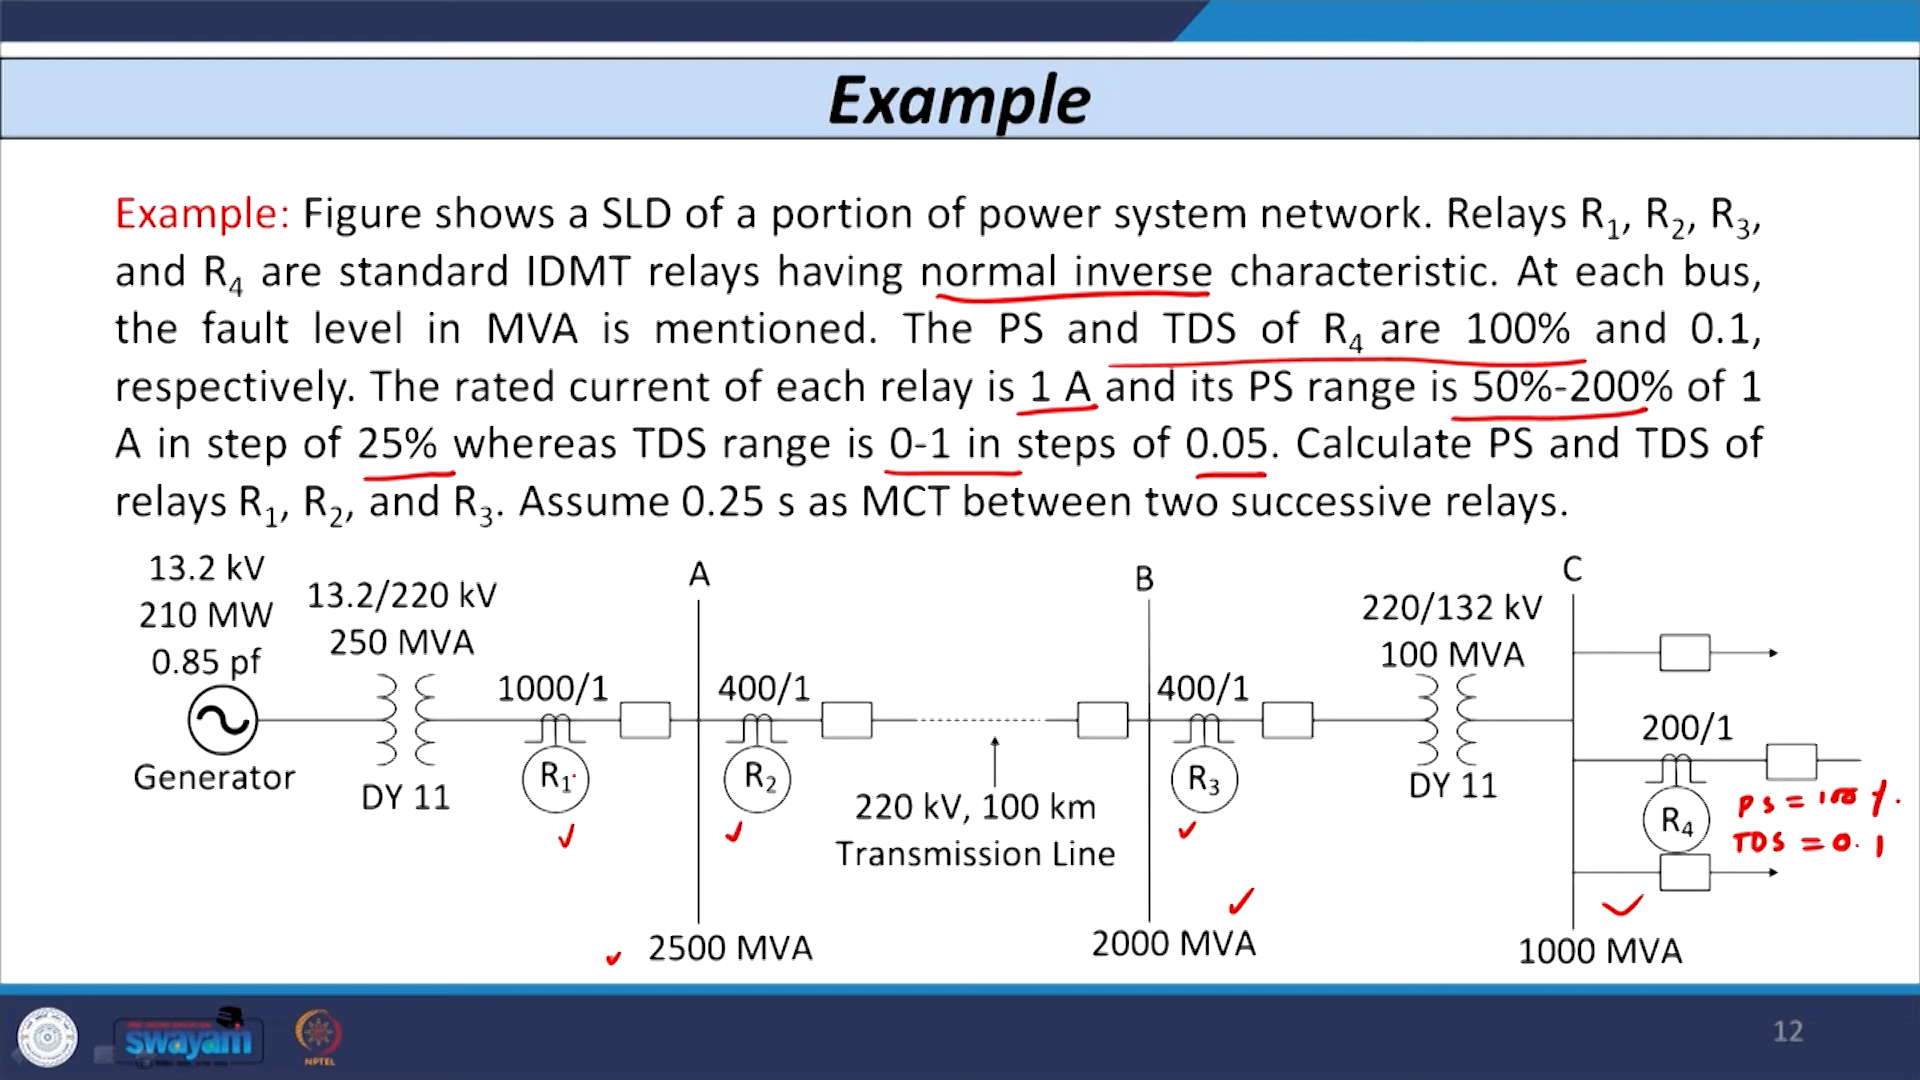 Example
Example: Figure shows a SLD of a portion of power system network. Relays R₁, R₂, R₃,
and R₄ are standard IDMT relays having normal inverse characteristic. At each bus,
the fault level in MVA is mentioned. The PS and TDS of R₄ are 100% and 0.1,
respectively. The rated current of each relay is 1 A and its PS range is 50%-200% of 1
A in step of 25% whereas TDS range is 0-1 in steps of 0.05. Calculate PS and TDS of
relays R₁, R₂, and R₃. Assume 0.25 s as MCT between two successive relays.
13.2 kV
210 MW
0.85 pf
Generator
13.2/220 kV
250 MVA
DY 11
1000/1
R₁
A
2500 MVA
400/1
R₂
220 kV, 100 km
Transmission Line
B
2000 MVA
400/1
R₃
220/132 kV
100 MVA
DY 11
C
1000 MVA
200/1
R₄
PS = 100 %.
TDS = 0.1
swayam
NPTEL
12